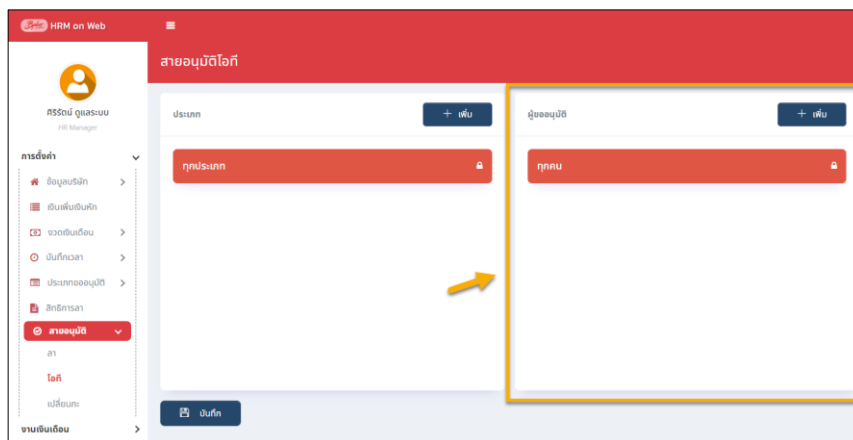 HRM on Web
สายอนุมัติโอที
ศิริรัตน์ ดูแลระบบ
HR Manager
การตั้งค่า
ข้อมูลบริษัท
เงินเพิ่มเงินหัก
งวดเงินเดือน
บันทึกเวลา
ประเภทขออนุมัติ
สิทธิการลา
สายอนุมัติ
ลา
โอที
เปลี่ยนกะ
งานเงินเดือน
ประเภท
เพิ่ม
ทุกประเภท
บันทึก
ผู้ขออนุมัติ
เพิ่ม
ทุกคน